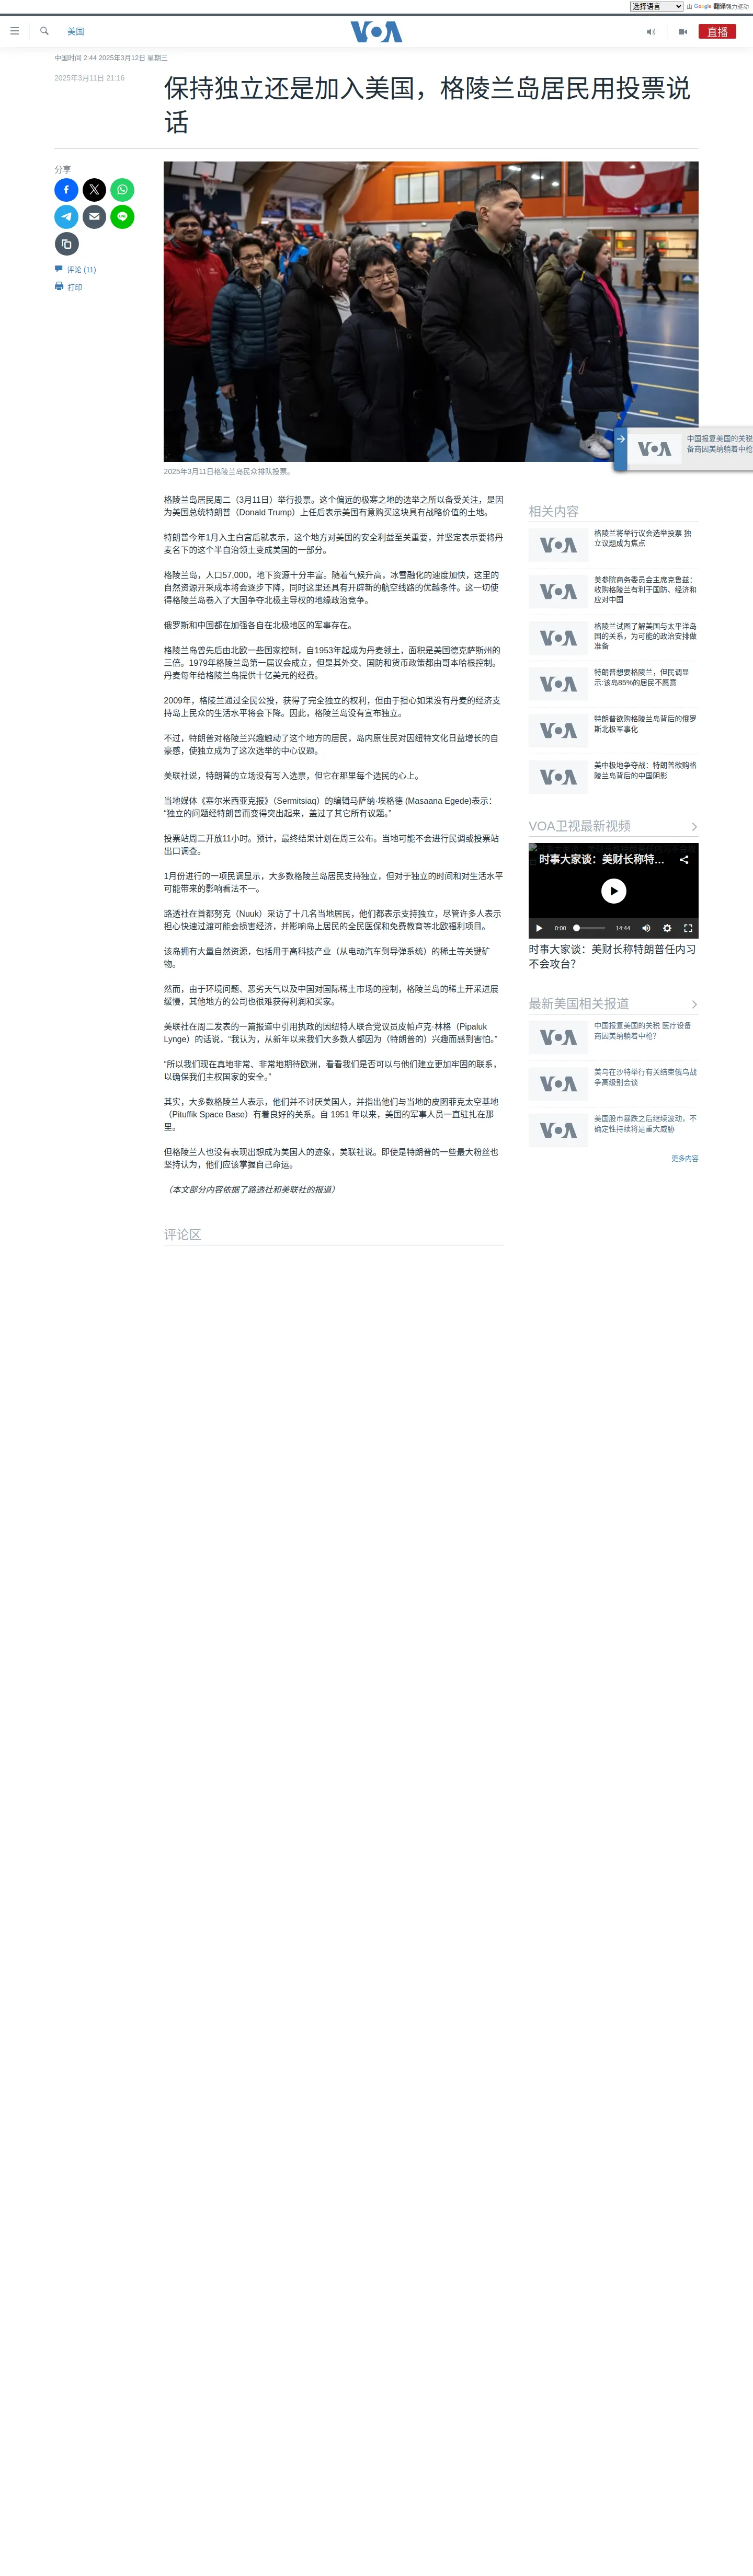 选择语言
由 Google 翻译强力驱动
美国
VOA
直播
中国时间 2:44 2025年3月12日 星期三
2025年3月11日 21:16
保持独立还是加入美国，格陵兰岛居民用投票说
话
分享
评论 (11)
打印
2025年3月11日格陵兰岛民众排队投票。
VOA
中国报复美国的关税
备商因美纳躺着中枪
格陵兰岛居民周二（3月11日）举行投票。这个偏远的极寒之地的选举之所以备受关注，是因
为美国总统特朗普（Donald Trump）上任后表示美国有意购买这块具有战略价值的土地。
特朗普今年1月入主白宫后就表示，这个地方对美国的安全利益至关重要，并坚定表示要将丹
麦名下的这个半自治领土变成美国的一部分。
格陵兰岛，人口57,000，地下资源十分丰富。随着气候升高，冰雪融化的速度加快，这里的
自然资源开采成本将会逐步下降，同时这里还具有开辟新的航空线路的优越条件。这一切使
得格陵兰岛卷入了大国争夺北极主导权的地缘政治竞争。
俄罗斯和中国都在加强各自在北极地区的军事存在。
格陵兰岛曾先后由北欧一些国家控制，自1953年起成为丹麦领土，面积是美国德克萨斯州的
三倍。1979年格陵兰岛第一届议会成立，但是其外交、国防和货币政策都由哥本哈根控制。
丹麦每年给格陵兰岛提供十亿美元的经费。
2009年，格陵兰通过全民公投，获得了完全独立的权利，但由于担心如果没有丹麦的经济支
持岛上民众的生活水平将会下降。因此，格陵兰岛没有宣布独立。
不过，特朗普对格陵兰兴趣触动了这个地方的居民，岛内原住民对因纽特文化日益增长的自
豪感，使独立成为了这次选举的中心议题。
美联社说，特朗普的立场没有写入选票，但它在那里每个选民的心上。
当地媒体《塞尔米西亚克报》（Sermitsiaq）的编辑马萨纳·埃格德 (Masaana Egede)表示：
“独立的问题经特朗普而变得突出起来，盖过了其它所有议题。”
投票站周二开放11小时。预计，最终结果计划在周三公布。当地可能不会进行民调或投票站
出口调查。
1月份进行的一项民调显示，大多数格陵兰岛居民支持独立，但对于独立的时间和对生活水平
可能带来的影响看法不一。
路透社在首都努克（Nuuk）采访了十几名当地居民，他们都表示支持独立，尽管许多人表示
担心快速过渡可能会损害经济，并影响岛上居民的全民医保和免费教育等北欧福利项目。
该岛拥有大量自然资源，包括用于高科技产业（从电动汽车到导弹系统）的稀土等关键矿
物。
然而，由于环境问题、恶劣天气以及中国对国际稀土市场的控制，格陵兰岛的稀土开采进展
缓慢，其他地方的公司也很难获得利润和买家。
美联社在周二发表的一篇报道中引用执政的因纽特人联合党议员皮帕卢克·林格（Pipaluk
Lynge）的话说，“我认为，从新年以来我们大多数人都因为（特朗普的）兴趣而感到害怕。”
“所以我们现在真地非常、非常地期待欧洲，看看我们是否可以与他们建立更加牢固的联系，
以确保我们主权国家的安全。”
其实，大多数格陵兰人表示，他们并不讨厌美国人，并指出他们与当地的皮图菲克太空基地
（Pituffik Space Base）有着良好的关系。自 1951 年以来，美国的军事人员一直驻扎在那
里。
但格陵兰人也没有表现出想成为美国人的迹象，美联社说。即使是特朗普的一些最大粉丝也
坚持认为，他们应该掌握自己命运。
（本文部分内容依据了路透社和美联社的报道）
评论区
相关内容
VOA
格陵兰将举行议会选举投票 独
立议题成为焦点
VOA
美参院商务委员会主席克鲁兹：
收购格陵兰有利于国防、经济和
应对中国
VOA
格陵兰试图了解美国与太平洋岛
国的关系，为可能的政治安排做
准备
VOA
特朗普想要格陵兰，但民调显
示:该岛85%的居民不愿意
VOA
特朗普欲购格陵兰岛背后的俄罗
斯北极军事化
VOA
美中极地争夺战：特朗普欲购格
陵兰岛背后的中国阴影
VOA卫视最新视频
时事大家谈：美财长称特...
0:00
14:44
时事大家谈：美财长称特朗普任内习
不会攻台？
最新美国相关报道
VOA
中国报复美国的关税 医疗设备
商因美纳躺着中枪？
VOA
美乌在沙特举行有关结束俄乌战
争高级别会谈
VOA
美国股市暴跌之后继续波动，不
确定性持续将是重大威胁
更多内容